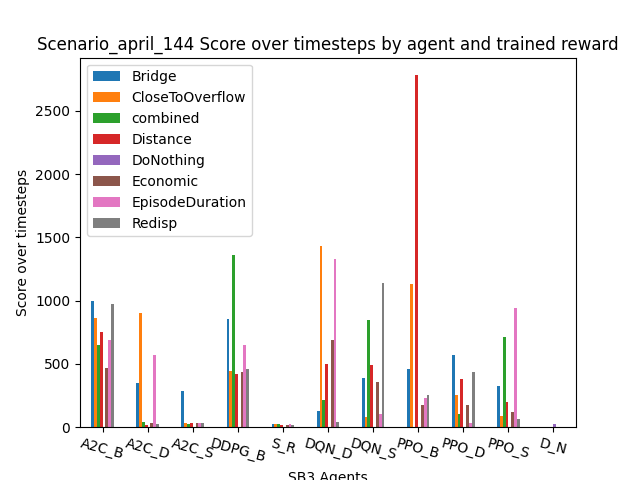 Scenario_april_144 Score over timesteps by agent and trained reward
Bridge
CloseToOverflow
combined
Distance
DoNothing
Economic
EpisodeDuration
Redisp
Score over timesteps
2500
2000
1500
1000
500
0
A2C_B
A2C_D
A2C_S
DDPG_B
S_R
DQN_D
DQN_S
PPO_B
PPO_D
PPO_S
D_N
SB3 Agents